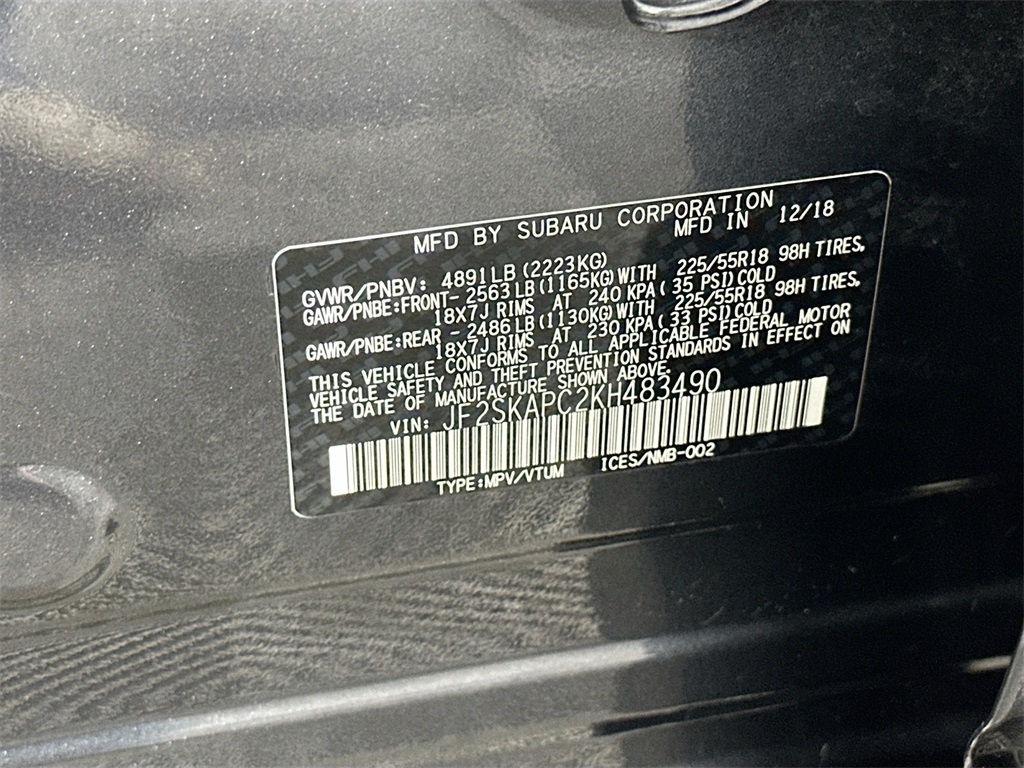 MFD BY SUBARU CORPORATION
MFD IN 12/18
GVWR/PNBV: 4891LB(2223KG)
GAWR/PNBE:FRONT- 2563LB(1165KG)WITH 225/55R18 98H TIRES,
18X7J RIMS AT 240 KPA( 35 PSI)COLD
GAWR/PNBE:REAR - 2486LB(1130KG)WITH 225/55R18 98H TIRES,
18X7J RIMS AT 230 KPA( 33 PSI)COLD
THIS VEHICLE CONFORMS TO ALL APPLICABLE FEDERAL MOTOR
VEHICLE SAFETY AND THEFT PREVENTION STANDARDS IN EFFECT ON
THE DATE OF MANUFACTURE SHOWN ABOVE.
VIN: JF2SKAPC2KH483490
TYPE:MPV/VTUM ICES/NMB-002